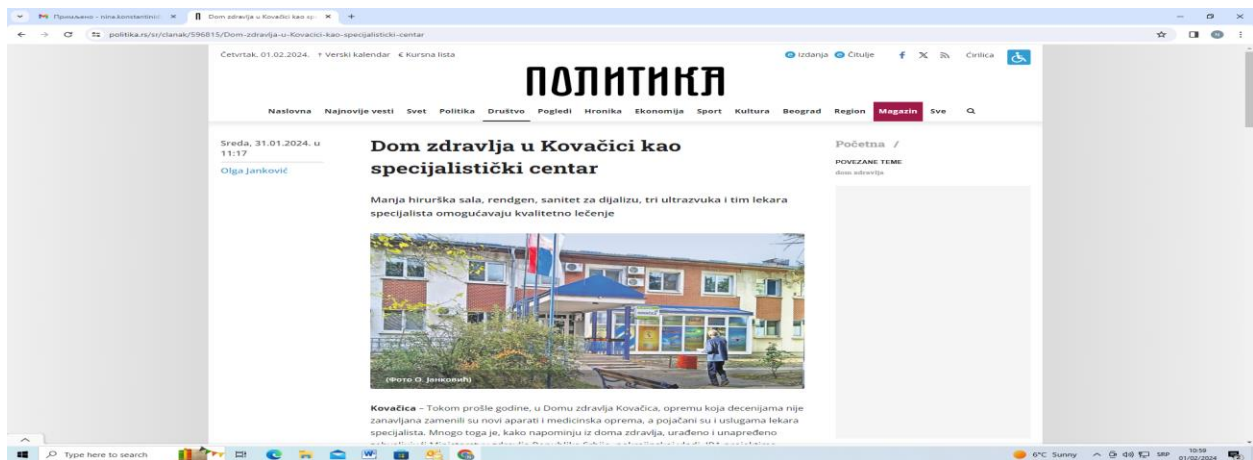 Примљено - nina.konstantinic
Dom zdravlja u Kovačici kao sp
politika.rs/sr/clanak/596815/Dom-zdravlja-u-Kovacici-kao-specijalisticki-centar
Četvrtak, 01.02.2024. † Verski kalendar € Kursna lista
Izdanja Čitulje Ćirilica
ПОЛИТИКА
Naslovna Najnovije vesti Svet Politika Društvo Pogledi Hronika Ekonomija Sport Kultura Beograd Region Magazin Sve
Sreda, 31.01.2024. u
11:17
Olga Janković
Dom zdravlja u Kovačici kao
specijalistički centar
Početna /
POVEZANE TEME
dom zdravlja
Manja hirurška sala, rendgen, sanitet za dijalizu, tri ultrazvuka i tim lekara
specijalista omogućavaju kvalitetno lečenje
(Фото О. Јанковић)
Kovačica – Tokom prošle godine, u Domu zdravlja Kovačica, opremu koja decenijama nije
zanavljana zamenili su novi aparati i medicinska oprema, a pojačani su i uslugama lekara
specijalista. Mnogo toga je, kako napominju iz doma zdravlja, urađeno i unapređeno
Type here to search
6°C Sunny
SRP
10:59
01/02/2024